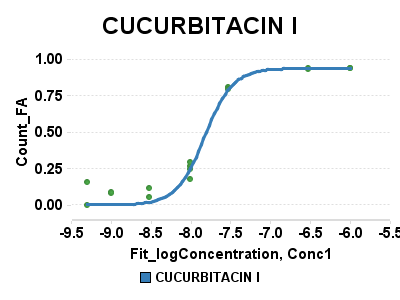 CUCURBITACIN I
Count_FA
1.00
0.75
0.50
0.25
0.00
-9.5 -9.0 -8.5 -8.0 -7.5 -7.0 -6.5 -6.0 -5.5
Fit_logConcentration, Conc1
CUCURBITACIN I